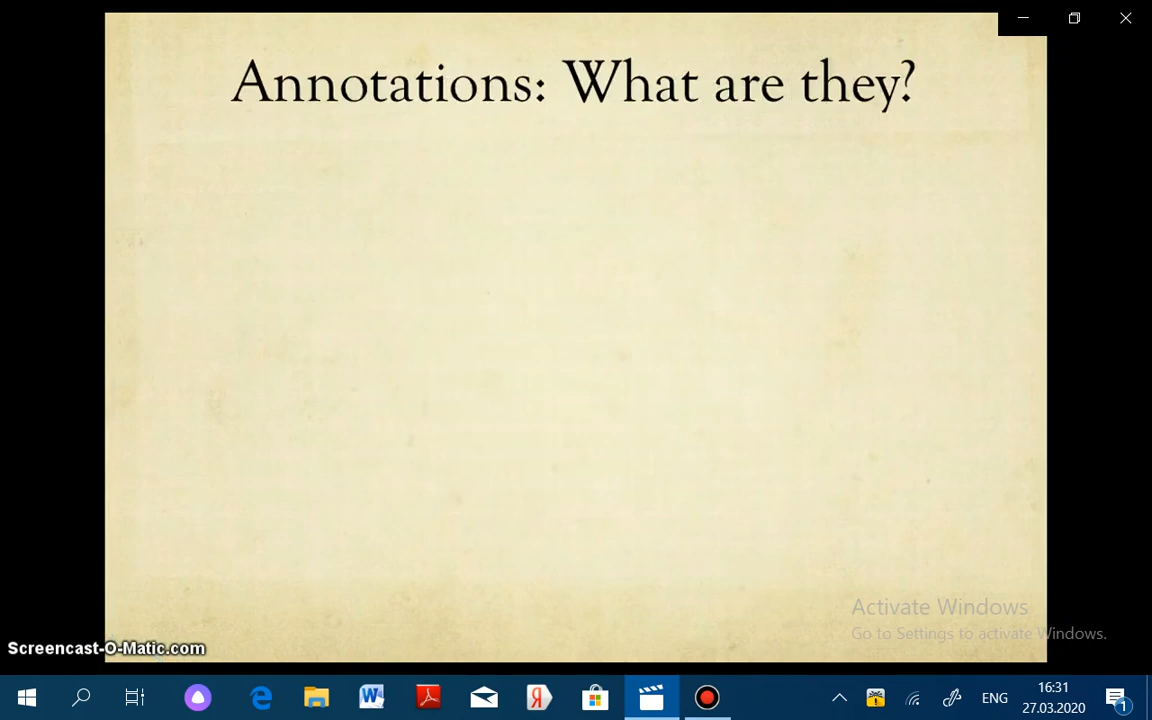 Annotations: What are they?
Activate Windows
Go to Settings to activate Windows.
Screencast-O-Matic.com
ENG
16:31
27.03.2020
1